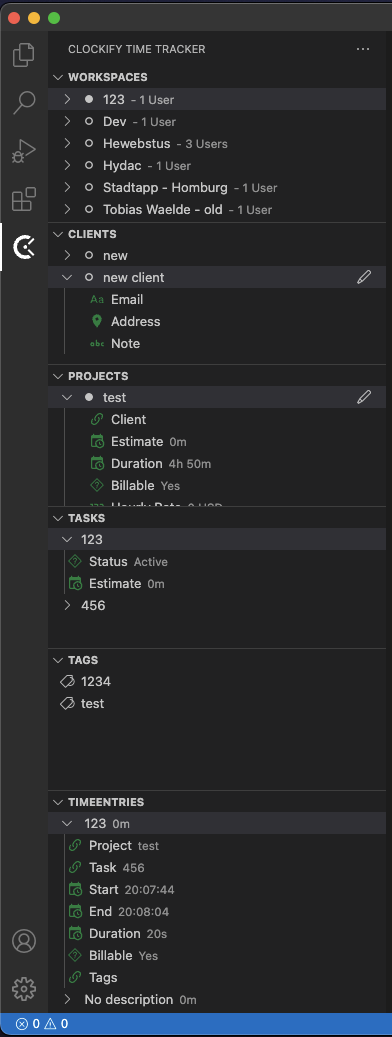 CLOCKIFY TIME TRACKER
WORKSPACES
123 - 1 User
Dev - 1 User
Hewebstus - 3 Users
Hydac - 1 User
Stadtapp - Homburg - 1 User
Tobias Waelde - old - 1 User
CLIENTS
new
new client
Aa Email
Address
abc Note
PROJECTS
test
Client
Estimate 0m
Duration 4h 50m
Billable Yes
TASKS
123
Status Active
Estimate 0m
456
TAGS
1234
test
TIMEENTRIES
123 0m
Project test
Task 456
Start 20:07:44
End 20:08:04
Duration 20s
Billable Yes
Tags
No description 0m
0 0